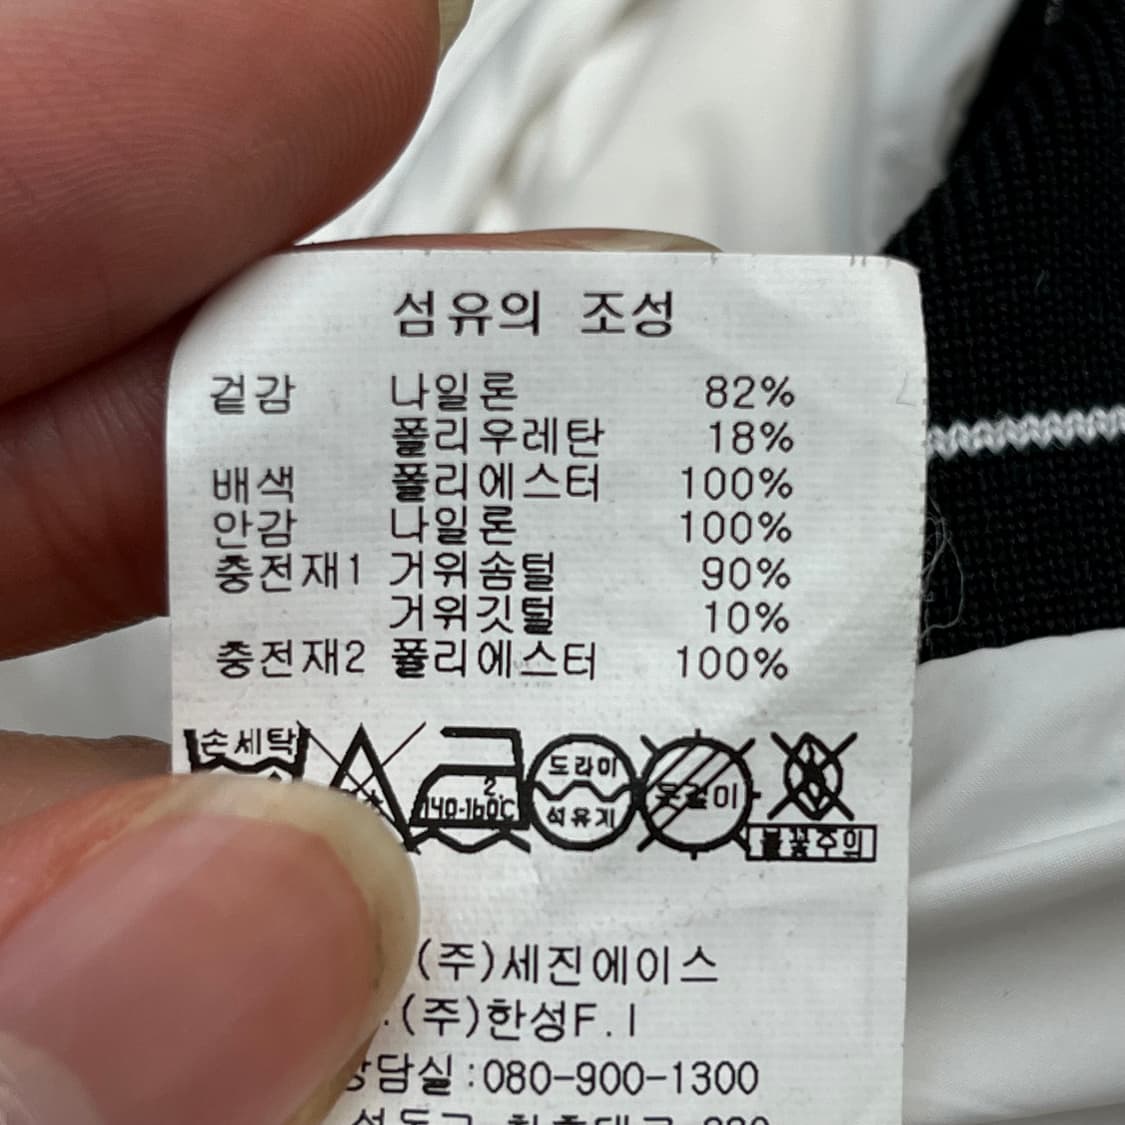 섬유의 조성
겉감 나일론 82%
폴리우레탄 18%
배색 폴리에스터 100%
안감 나일론 100%
충전재1 거위솜털 90%
거위깃털 10%
충전재2 폴리에스터 100%
손세탁 2. 140-160℃ 드라이 석유계 옷걸이
불꽃주의
(주)세진에이스
(주)한성F.I
상담실:080-900-1300